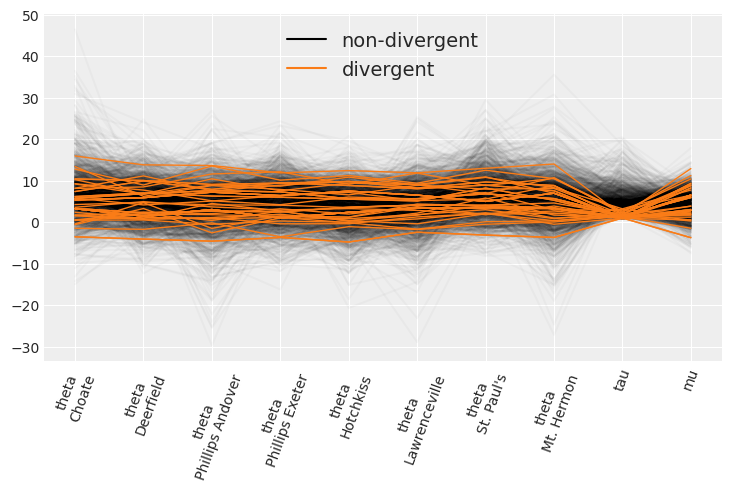 50
40
30
20
10
0
−10
−20
−30
non-divergent
divergent
theta
Choate
theta
Deerfield
theta
Phillips Andover
theta
Phillips Exeter
theta
Hotchkiss
theta
Lawrenceville
theta
St. Paul's
theta
Mt. Hermon
tau
mu